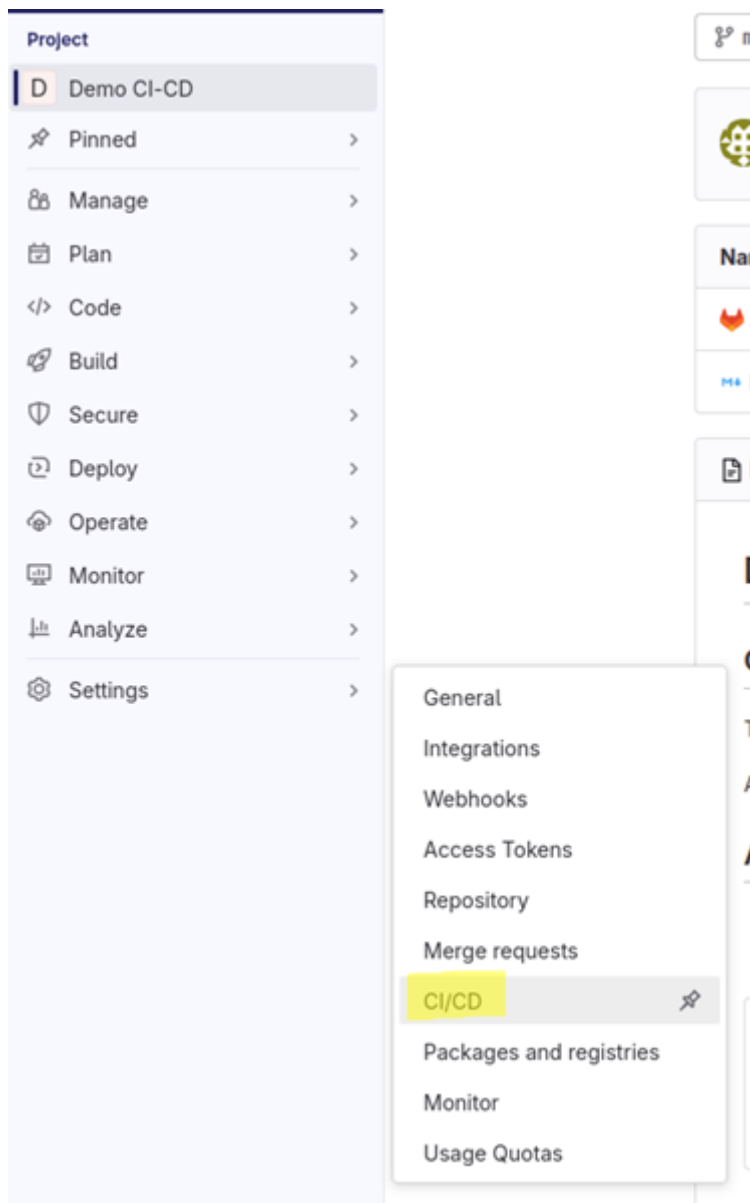 Project
D Demo CI-CD
Pinned
Manage
Plan
Code
Build
Secure
Deploy
Operate
Monitor
Analyze
Settings
General
Integrations
Webhooks
Access Tokens
Repository
Merge requests
CI/CD
Packages and registries
Monitor
Usage Quotas